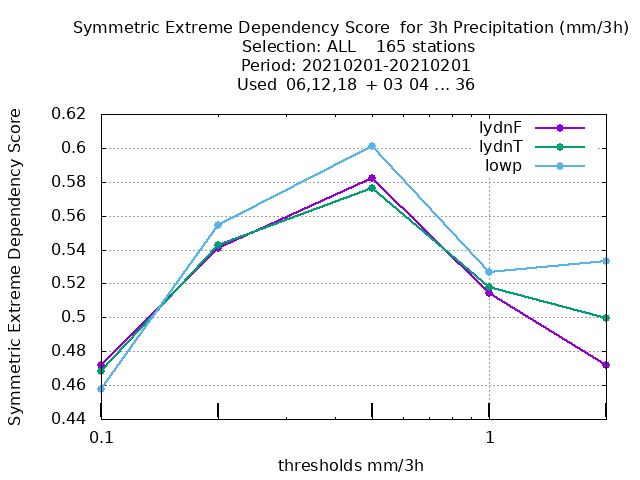 Symmetric Extreme Dependency Score  for 3h Precipitation (mm/3h)
Selection: ALL    165 stations
Period: 20210201-20210201
Used  06,12,18  + 03 04 ... 36
Symmetric Extreme Dependency Score
0.62
0.6
0.58
0.56
0.54
0.52
0.5
0.48
0.46
0.44
lydnF
lydnT
lowp
0.1
1
thresholds mm/3h